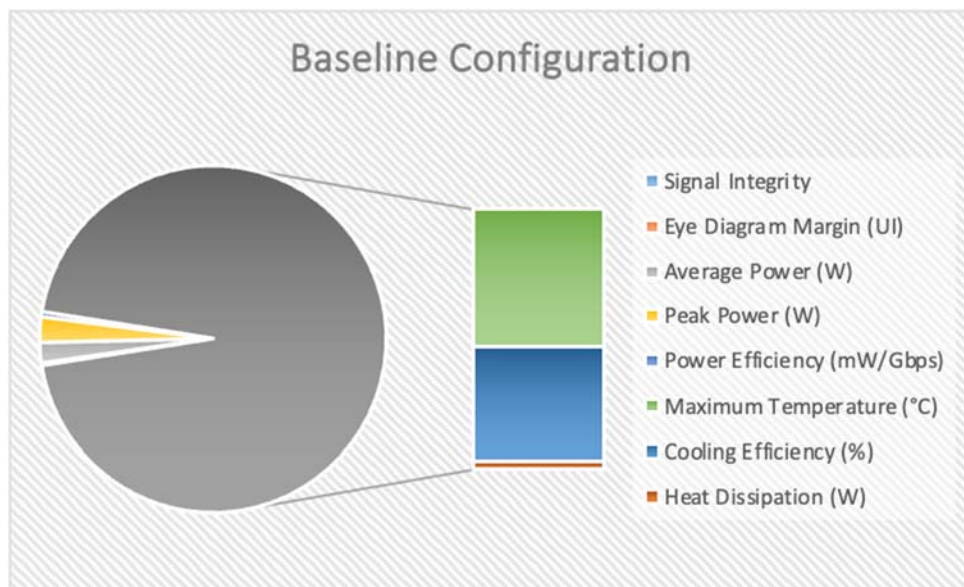 Baseline Configuration
Signal Integrity
Eye Diagram Margin (UI)
Average Power (W)
Peak Power (W)
Power Efficiency (mW/Gbps)
Maximum Temperature (°C)
Cooling Efficiency (%)
Heat Dissipation (W)